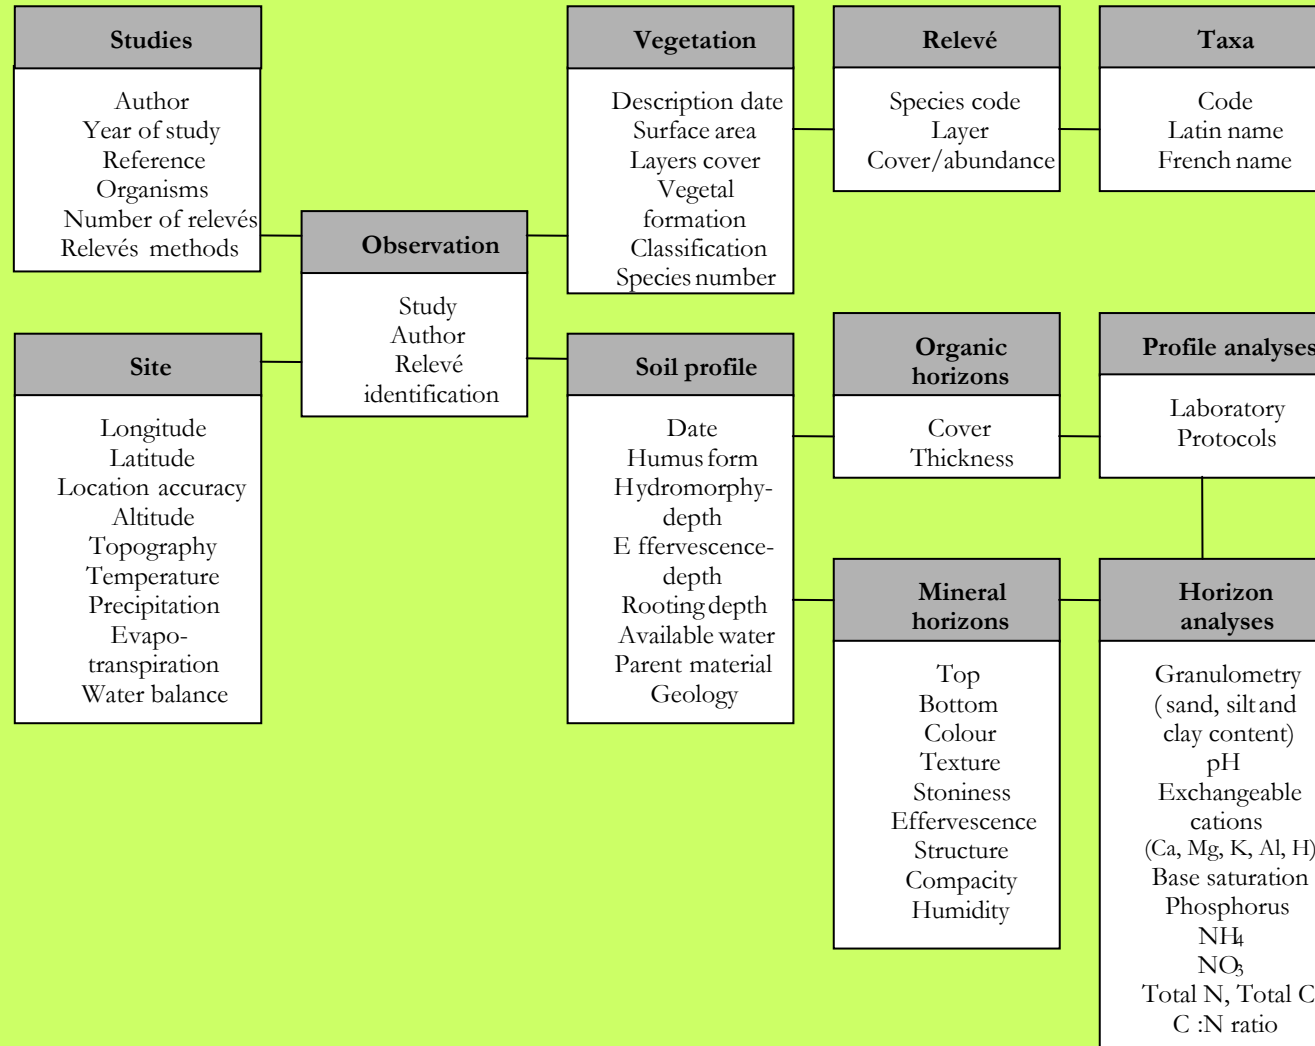 Studies
Author
Year of study
Reference
Organisms
Number of relevés
Relevés methods
Site
Longitude
Latitude
Location accuracy
Altitude
Topography
Temperature
Precipitation
Evapo-
transpiration
Water balance
Observation
Study
Author
Relevé
identification
Vegetation
Description date
Surface area
Layers cover
Vegetal
formation
Classification
Species number
Relevé
Species code
Layer
Cover/abundance
Taxa
Code
Latin name
French name
Soil profile
Date
Humus form
Hydromorphy-
depth
E ffervescence-
depth
Rooting depth
Available water
Parent material
Geology
Organic
horizons
Cover
Thickness
Profile analyses
Laboratory
Protocols
Mineral
horizons
Top
Bottom
Colour
Texture
Stoniness
Effervescence
Structure
Compacity
Humidity
Horizon
analyses
Granulometry
( sand, silt and
clay content)
pH
Exchangeable
cations
(Ca, Mg, K, Al, H)
Base saturation
Phosphorus
NH4
NO3
Total N, Total C
C :N ratio